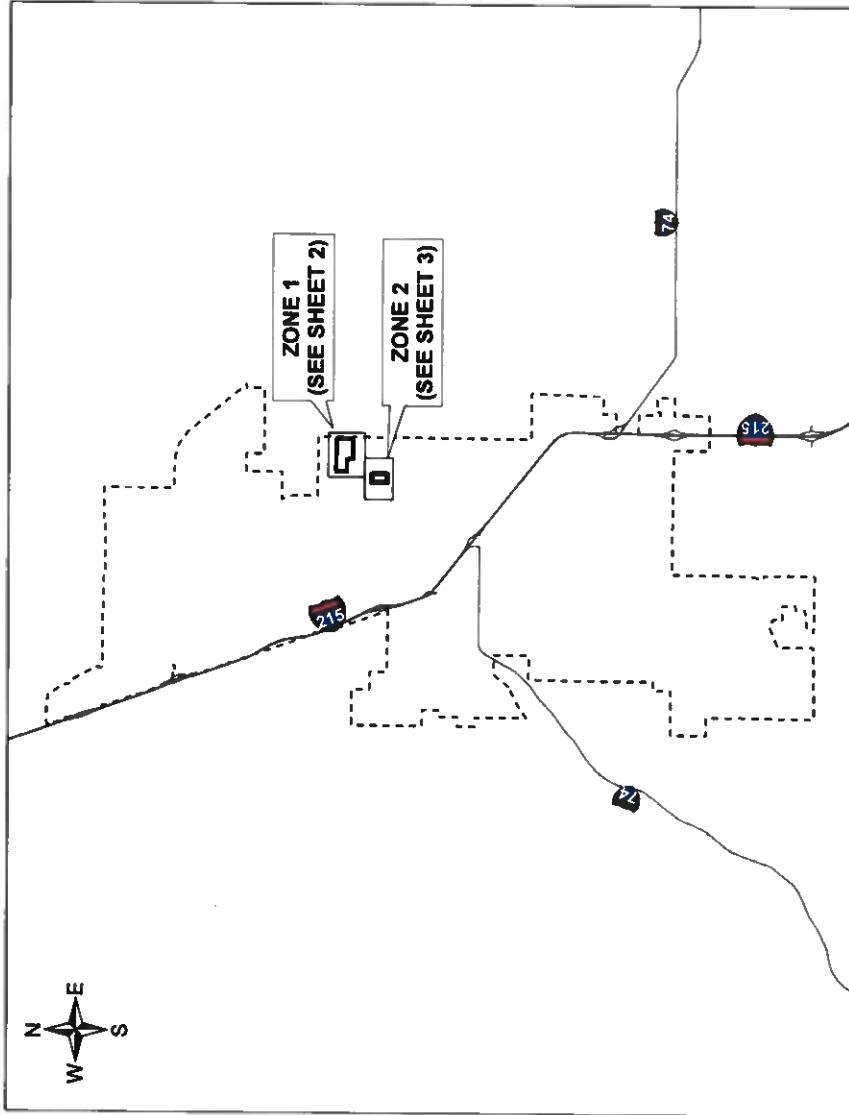 N
W
E
S
ZONE 1
(SEE SHEET 2)
ZONE 2
(SEE SHEET 3)
215
74
74
215